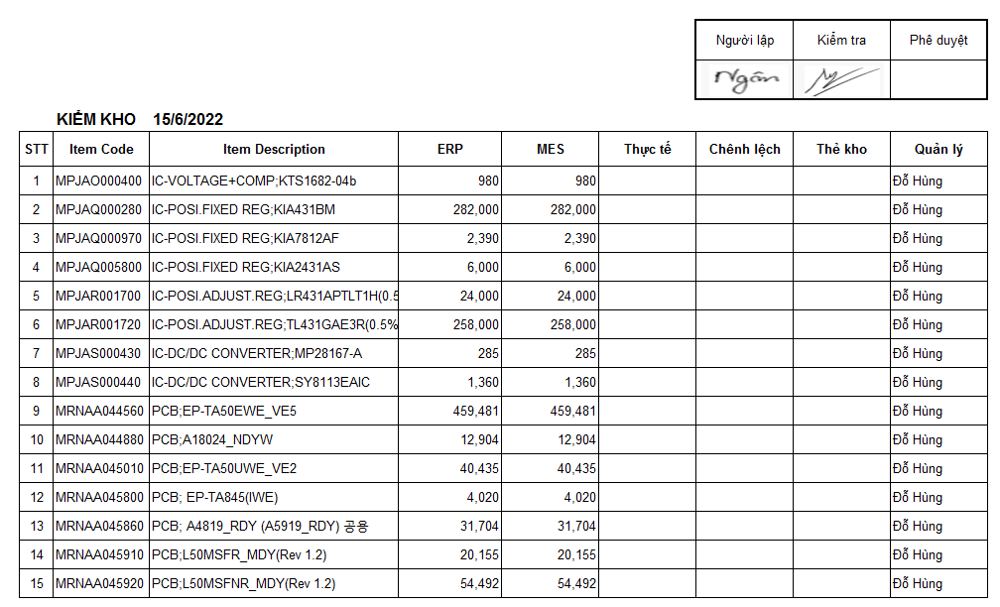 Người lập Kiểm tra Phê duyệt
Ngân
KIỂM KHO 15/6/2022
STT Item Code Item Description ERP MES Thực tế Chênh lệch Thẻ kho Quản lý
1 MPJAO000400 IC-VOLTAGE+COMP;KTS1682-04b 980 980 Đỗ Hùng
2 MPJAQ000280 IC-POSI.FIXED REG;KIA431BM 282,000 282,000 Đỗ Hùng
3 MPJAQ000970 IC-POSI.FIXED REG;KIA7812AF 2,390 2,390 Đỗ Hùng
4 MPJAQ005800 IC-POSI.FIXED REG;KIA2431AS 6,000 6,000 Đỗ Hùng
5 MPJAR001700 IC-POSI.ADJUST.REG;LR431APTLT1H(0.5 24,000 24,000 Đỗ Hùng
6 MPJAR001720 IC-POSI.ADJUST.REG;TL431GAE3R(0.5% 258,000 258,000 Đỗ Hùng
7 MPJAS000430 IC-DC/DC CONVERTER;MP28167-A 285 285 Đỗ Hùng
8 MPJAS000440 IC-DC/DC CONVERTER;SY8113EAIC 1,360 1,360 Đỗ Hùng
9 MRNAA044560 PCB;EP-TA50EWE_VE5 459,481 459,481 Đỗ Hùng
10 MRNAA044880 PCB;A18024_NDYW 12,904 12,904 Đỗ Hùng
11 MRNAA045010 PCB;EP-TA50UWE_VE2 40,435 40,435 Đỗ Hùng
12 MRNAA045800 PCB; EP-TA845(IWE) 4,020 4,020 Đỗ Hùng
13 MRNAA045860 PCB; A4819_RDY (A5919_RDY) 공용 31,704 31,704 Đỗ Hùng
14 MRNAA045910 PCB;L50MSFR_MDY(Rev 1.2) 20,155 20,155 Đỗ Hùng
15 MRNAA045920 PCB;L50MSFNR_MDY(Rev 1.2) 54,492 54,492 Đỗ Hùng